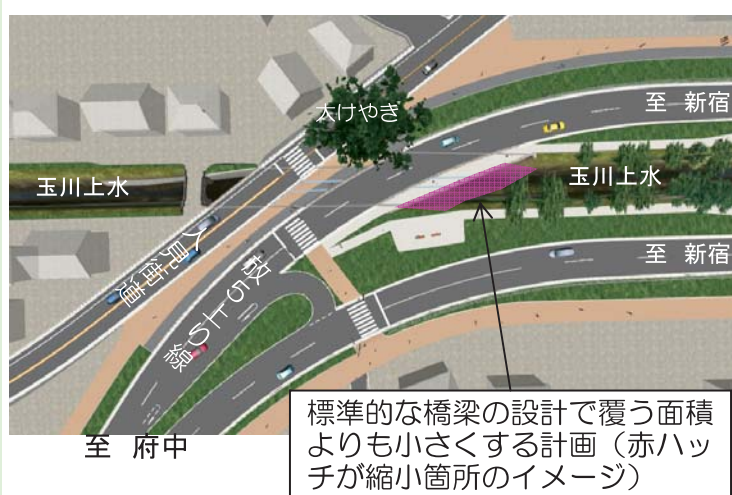 至 新宿
大けやき
玉川上水
玉川上水
人見街道
放5・上の線
至 新宿
至 府中
標準的な橋梁の設計で覆う面積
よりも小さくする計画（赤ハッ
チが縮小箇所のイメージ）